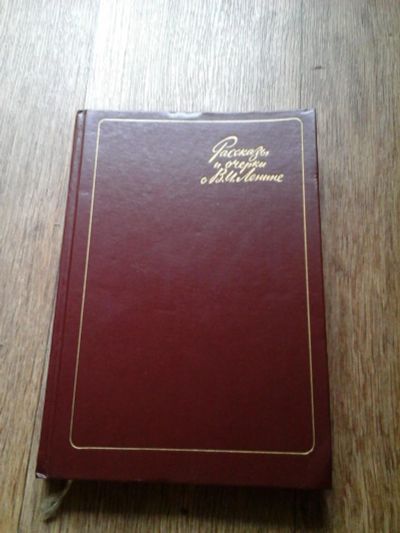 Рассказы
и очерки
о В.И.Ленине